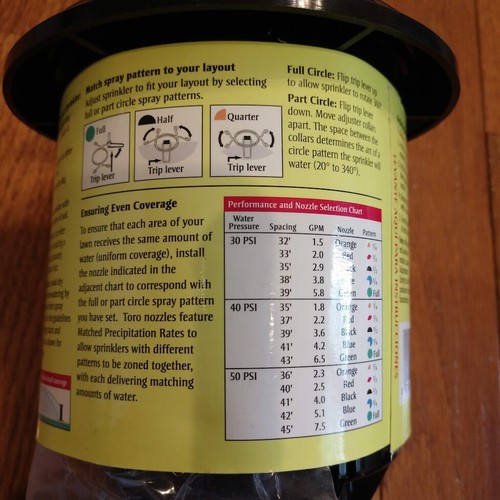 Match spray pattern to your layout
Adjust sprinkler to fit your layout by selecting
full or part circle spray patterns.
Full
Trip lever
Half
Trip lever
Quarter
Trip lever
Full Circle: Flip trip lever up
to allow sprinkler to rotate 360°
Part Circle: Flip trip lever
down. Move adjuster collars
apart. The space between the
collars determines the arc of a
circle pattern the sprinkler will
water (20° to 340°).
Ensuring Even Coverage
To ensure that each area of your
lawn receives the same amount of
water (uniform coverage), install
the nozzle indicated in the
adjacent chart to correspond with
the full or part circle spray pattern
you have set. Toro nozzles feature
Matched Precipitation Rates to
allow sprinklers with different
patterns to be zoned together,
with each delivering matching
amounts of water.
Performance and Nozzle Selection Chart
Water Pressure Spacing GPM Nozzle Pattern
30 PSI 32' 1.5 Orange
33' 2.0 Red
35' 2.9 Black
38' 3.8 Blue
39' 5.8 Green Full
40 PSI 35' 1.8 Orange
37' 2.2 Red
39' 3.6 Black
41' 4.2 Blue
43' 6.5 Green Full
50 PSI 36' 2.3 Orange
40' 2.5 Red
41' 4.0 Black
42' 5.1 Blue
45' 7.5 Green Full